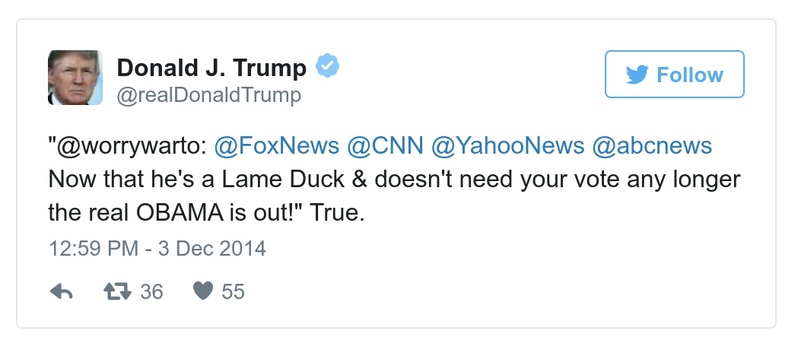 Donald J. Trump
@realDonaldTrump
Follow
"@worrywarto: @FoxNews @CNN @YahooNews @abcnews
Now that he's a Lame Duck & doesn't need your vote any longer
the real OBAMA is out!" True.
12:59 PM - 3 Dec 2014
36 55